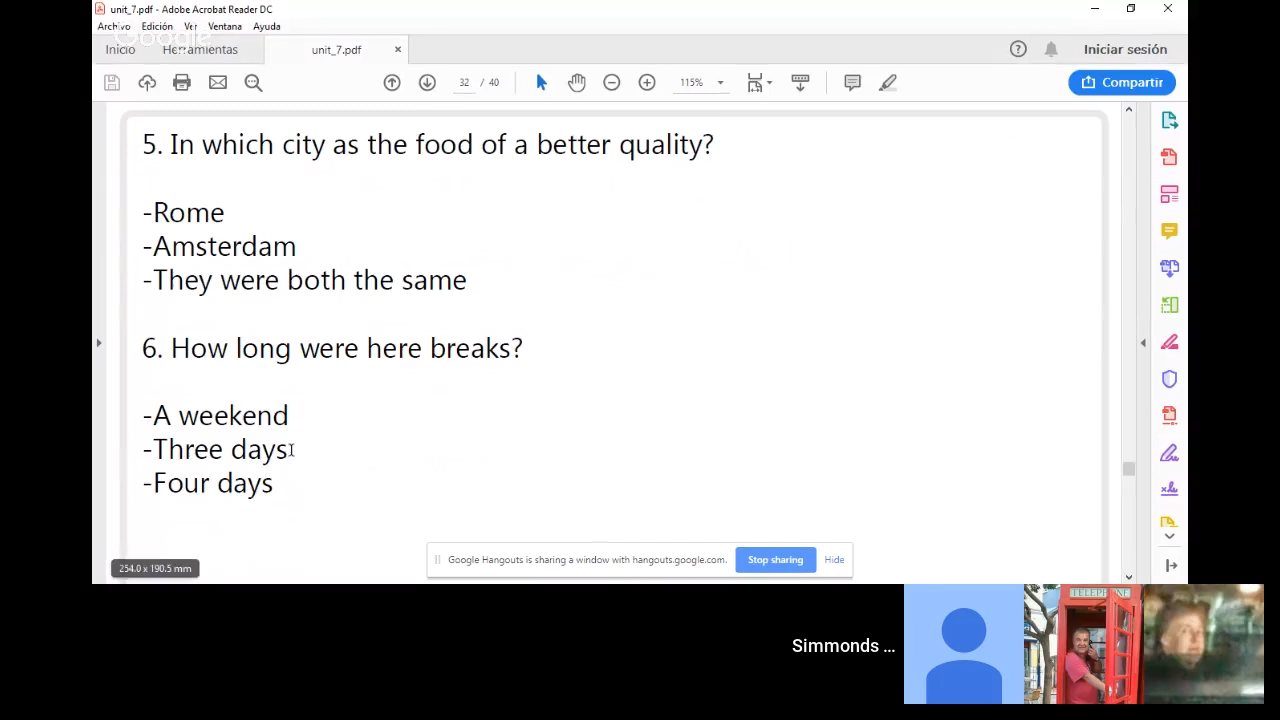 unit_7.pdf - Adobe Acrobat Reader DC
Archivo Edición Ver Ventana Ayuda
Google
Inicio Herramientas unit_7.pdf × Iniciar sesión
32 / 40 115% Compartir
5. In which city as the food of a better quality?
-Rome
-Amsterdam
-They were both the same
6. How long were here breaks?
-A weekend
-Three days
-Four days
254.0 x 190.5 mm
Google Hangouts is sharing a window with hangouts.google.com. Stop sharing Hide
Simmonds ...
TELEPHONE